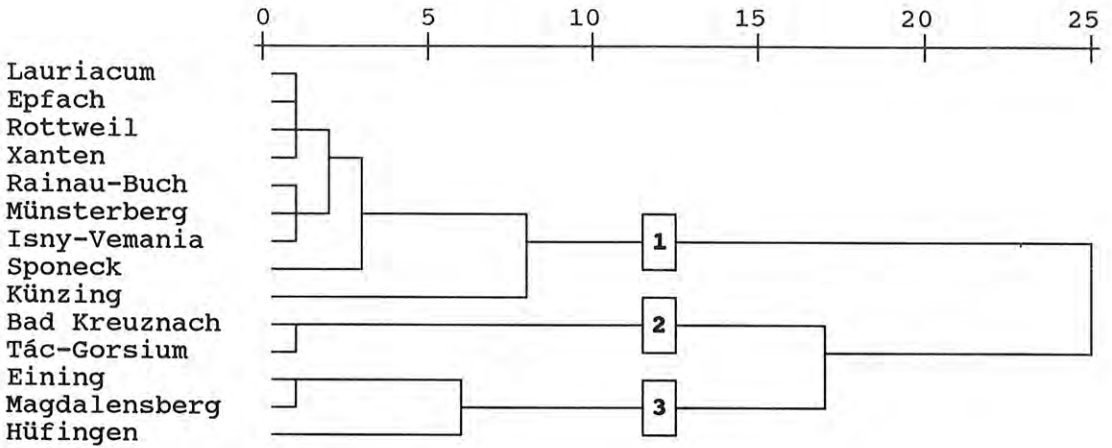 0 5 10 15 20 25
Lauriacum
Epfach
Rottweil
Xanten
Rainau-Buch
Münsterberg
Isny-Vemania
1
Sponeck
Künzing
Bad Kreuznach
2
Tác-Gorsium
Eining
Magdalensberg
3
Hüfingen